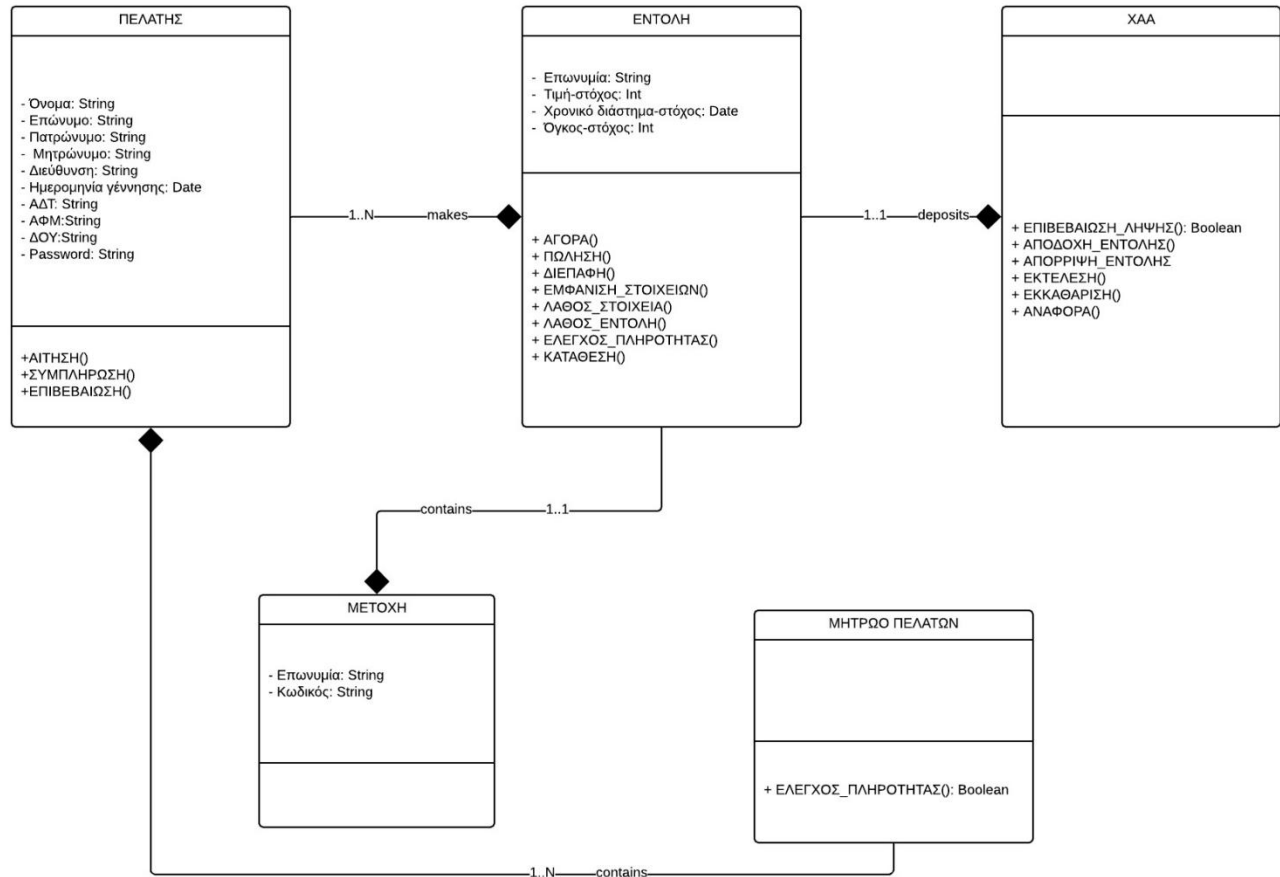 ΠΕΛΑΤΗΣ
- Όνομα: String
- Επώνυμο: String
- Πατρώνυμο: String
- Μητρώνυμο: String
- Διεύθυνση: String
- Ημερομηνία γέννησης: Date
- ΑΔΤ: String
- ΑΦΜ:String
- ΔΟΥ:String
- Password: String
+ΑΙΤΗΣΗ()
+ΣΥΜΠΛΗΡΩΣΗ()
+ΕΠΙΒΕΒΑΙΩΣΗ()
1..N makes
ΕΝΤΟΛΗ
- Επωνυμία: String
- Τιμή-στόχος: Int
- Χρονικό διάστημα-στόχος: Date
- Όγκος-στόχος: Int
+ ΑΓΟΡΑ()
+ ΠΩΛΗΣΗ()
+ ΔΙΕΠΑΦΗ()
+ ΕΜΦΑΝΙΣΗ_ΣΤΟΙΧΕΙΩΝ()
+ ΛΑΘΟΣ_ΣΤΟΙΧΕΙΑ()
+ ΛΑΘΟΣ_ΕΝΤΟΛΗ()
+ ΕΛΕΓΧΟΣ_ΠΛΗΡΟΤΗΤΑΣ()
+ ΚΑΤΑΘΕΣΗ()
1..1 deposits
ΧΑΑ
+ ΕΠΙΒΕΒΑΙΩΣΗ_ΛΗΨΗΣ(): Boolean
+ ΑΠΟΔΟΧΗ_ΕΝΤΟΛΗΣ()
+ ΑΠΟΡΡΙΨΗ_ΕΝΤΟΛΗΣ
+ ΕΚΤΕΛΕΣΗ()
+ ΕΚΚΑΘΑΡΙΣΗ()
+ ΑΝΑΦΟΡΑ()
contains 1..1
ΜΕΤΟΧΗ
- Επωνυμία: String
- Κωδικός: String
ΜΗΤΡΩΟ ΠΕΛΑΤΩΝ
+ ΕΛΕΓΧΟΣ_ΠΛΗΡΟΤΗΤΑΣ(): Boolean
1..N contains